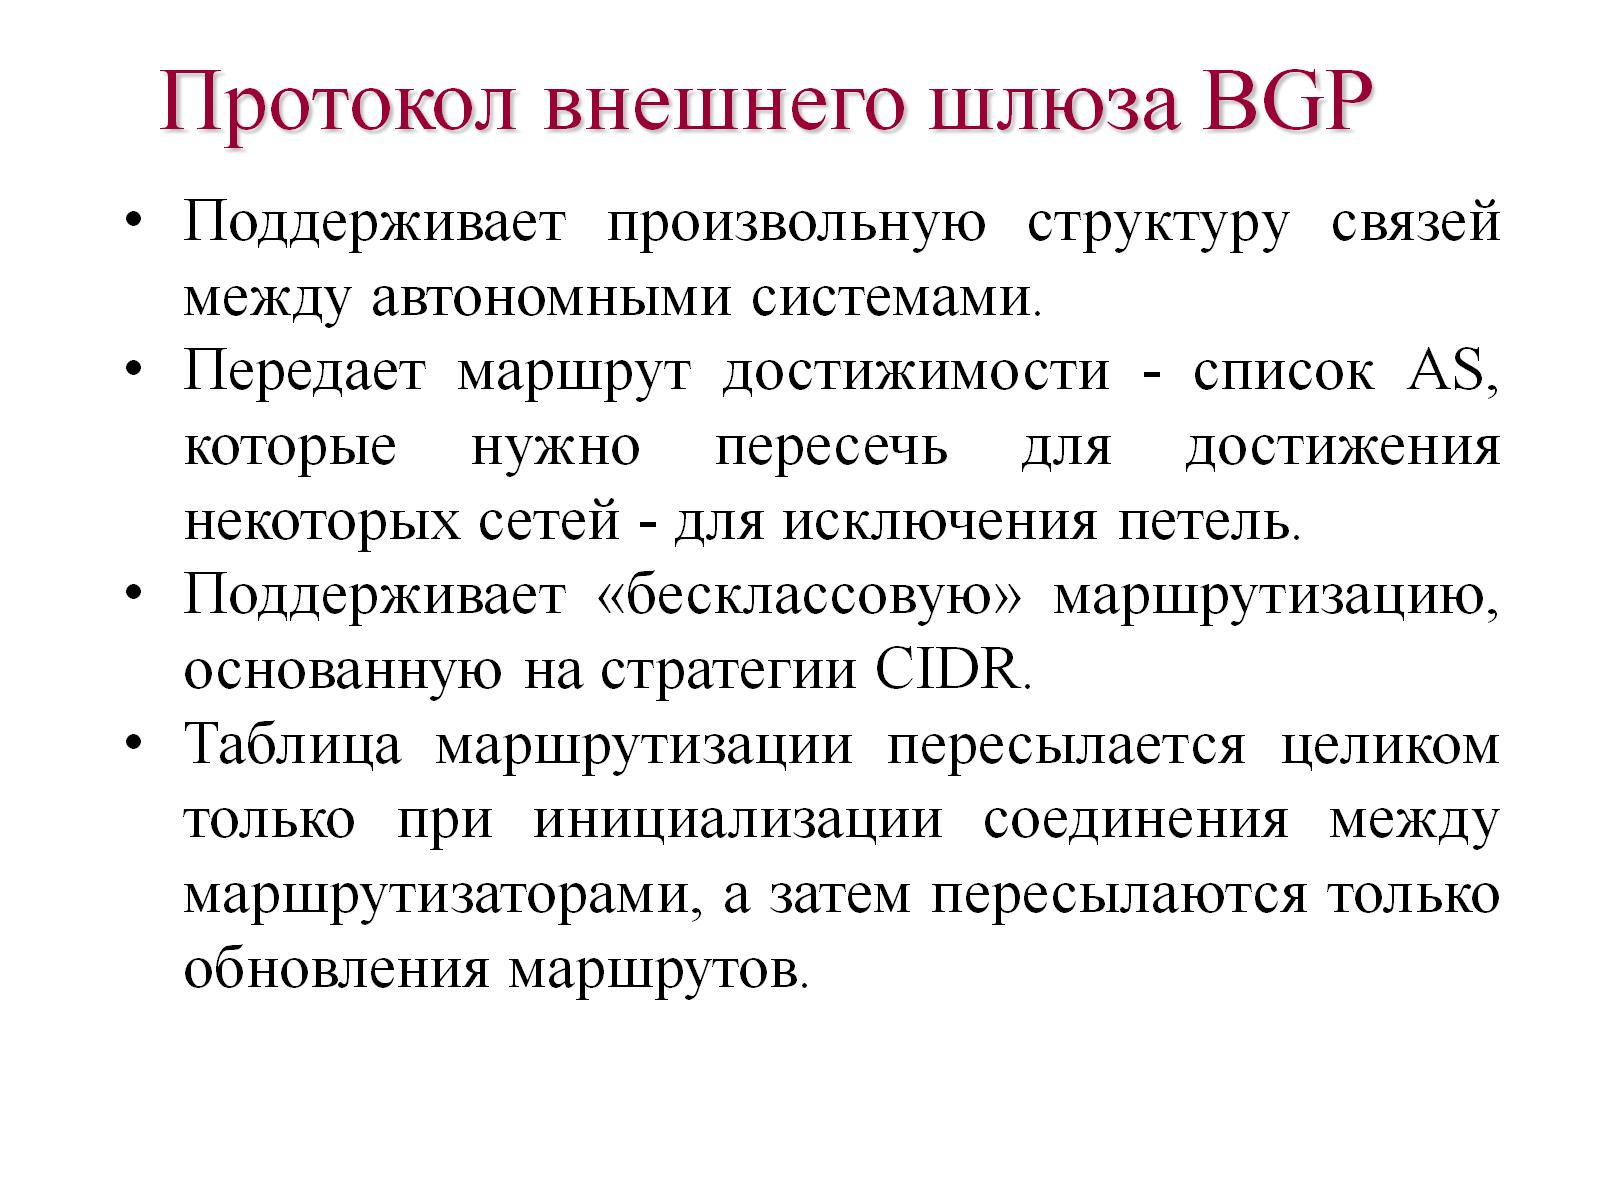 Протокол внешнего шлюза BGP
• Поддерживает произвольную структуру связей
между автономными системами.
• Передает маршрут достижимости - список AS,
которые нужно пересечь для достижения
некоторых сетей - для исключения петель.
• Поддерживает «бесклассовую» маршрутизацию,
основанную на стратегии CIDR.
• Таблица маршрутизации пересылается целиком
только при инициализации соединения между
маршрутизаторами, а затем пересылаются только
обновления маршрутов.